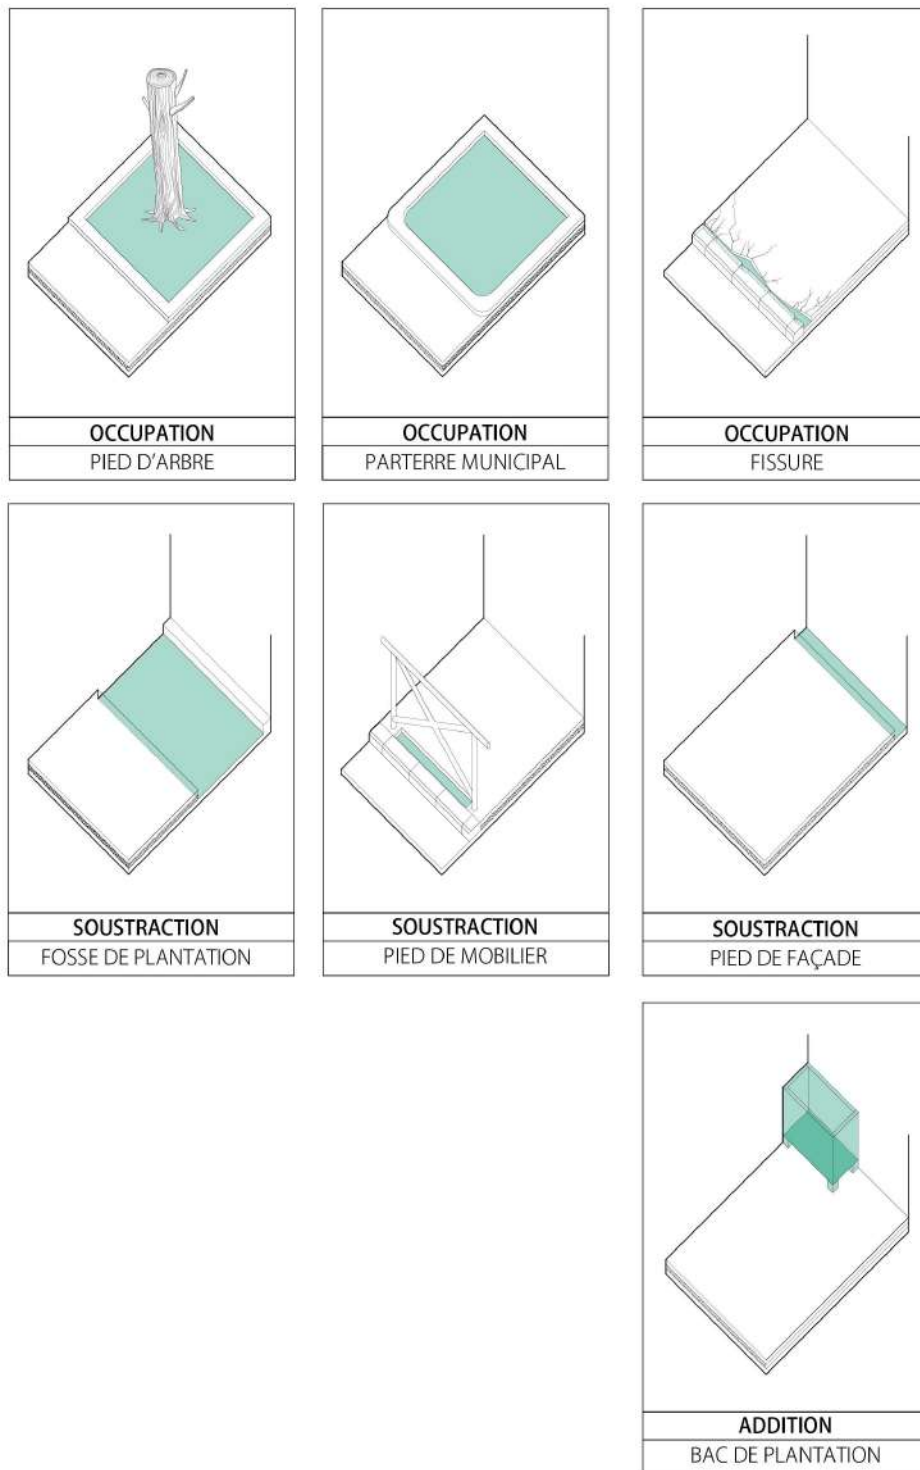 OCCUPATION
PIED D'ARBRE
OCCUPATION
PARTERRE MUNICIPAL
OCCUPATION
FISSURE
SOUSTRACTION
FOSSE DE PLANTATION
SOUSTRACTION
PIED DE MOBILIER
SOUSTRACTION
PIED DE FAÇADE
ADDITION
BAC DE PLANTATION